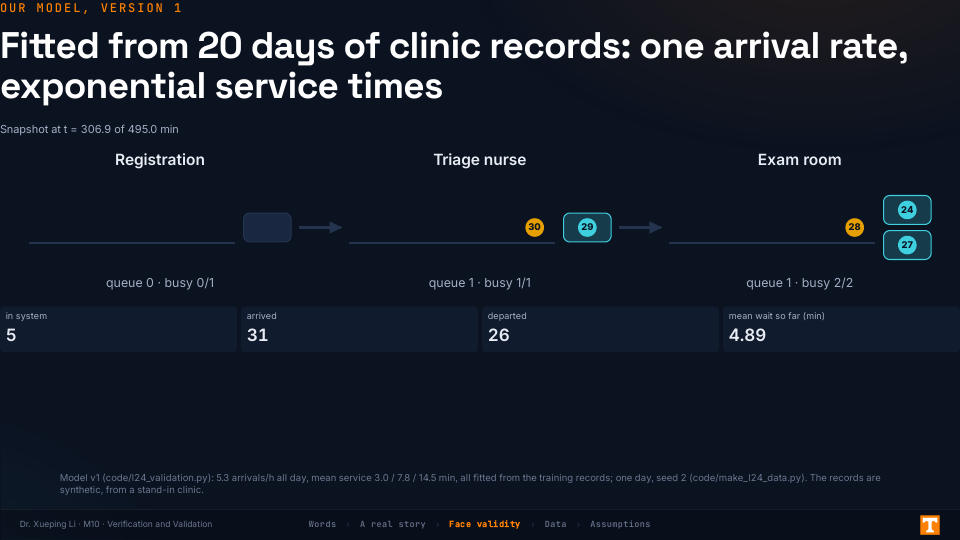 OUR MODEL, VERSION 1
Fitted from 20 days of clinic records: one arrival rate,
exponential service times
Snapshot at t = 306.9 of 495.0 min
Registration
Triage nurse
Exam room
30
29
28
24
27
queue 0 · busy 0/1
queue 1 · busy 1/1
queue 1 · busy 2/2
in system
5
arrived
31
departed
26
mean wait so far (min)
4.89
Model v1 (code/l24_validation.py): 5.3 arrivals/h all day, mean service 3.0 / 7.8 / 14.5 min, all fitted from the training records; one day, seed 2 (code/make_l24_data.py). The records are
synthetic, from a stand-in clinic.
Dr. Xueping Li · M10 - Verification and Validation
Words › A real story › Face validity › Data › Assumptions
T